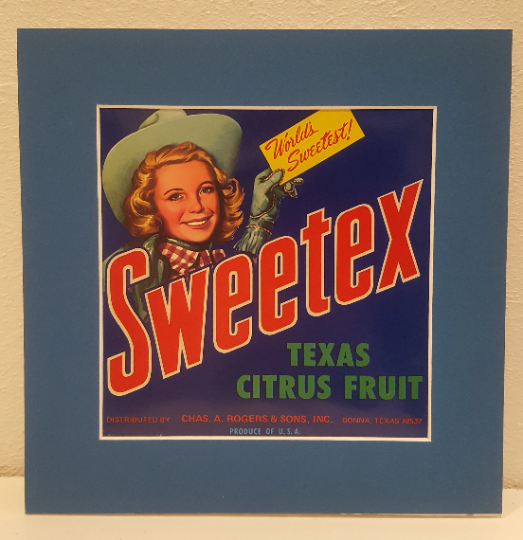 World's
Sweetest!
Sweetex
TEXAS
CITRUS FRUIT
DISTRIBUTED BY CHAS. A. ROGERS & SONS, INC. DONNA, TEXAS 78537
PRODUCE OF U.S.A.